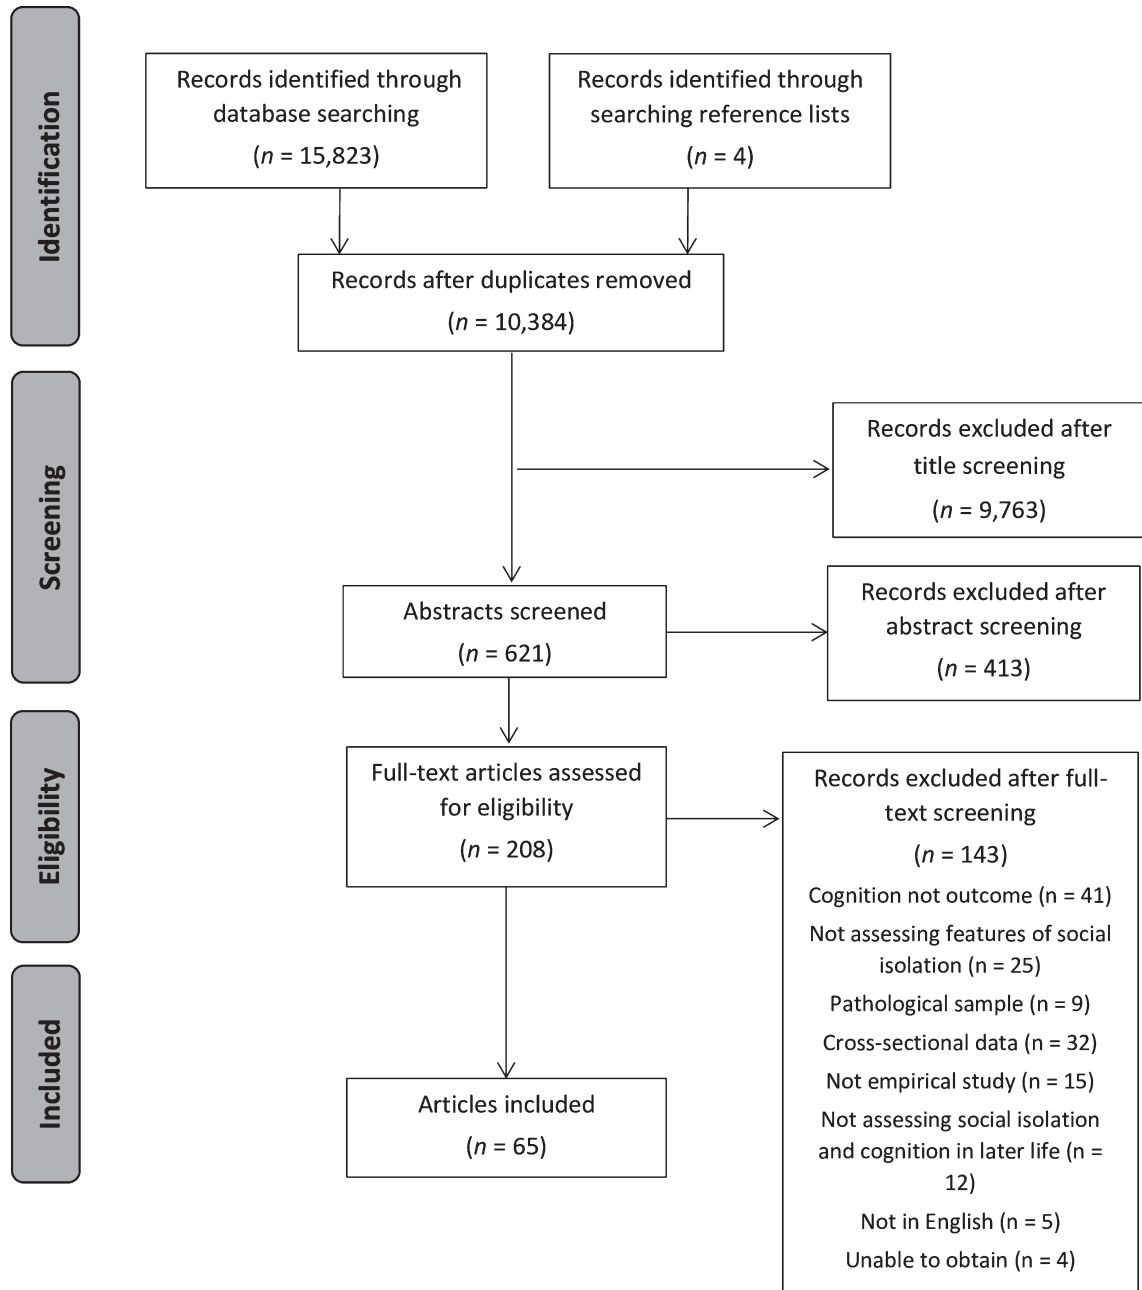 Identification
Records identified through
database searching
(n = 15,823)
Records identified through
searching reference lists
(n = 4)
Records after duplicates removed
(n = 10,384)
Screening
Records excluded after
title screening
(n = 9,763)
Abstracts screened
(n = 621)
Records excluded after
abstract screening
(n = 413)
Eligibility
Full-text articles assessed
for eligibility
(n = 208)
Records excluded after full-
text screening
(n = 143)
Cognition not outcome (n = 41)
Not assessing features of social
isolation (n = 25)
Pathological sample (n = 9)
Cross-sectional data (n = 32)
Not empirical study (n = 15)
Not assessing social isolation
and cognition in later life (n =
12)
Not in English (n = 5)
Unable to obtain (n = 4)
Included
Articles included
(n = 65)